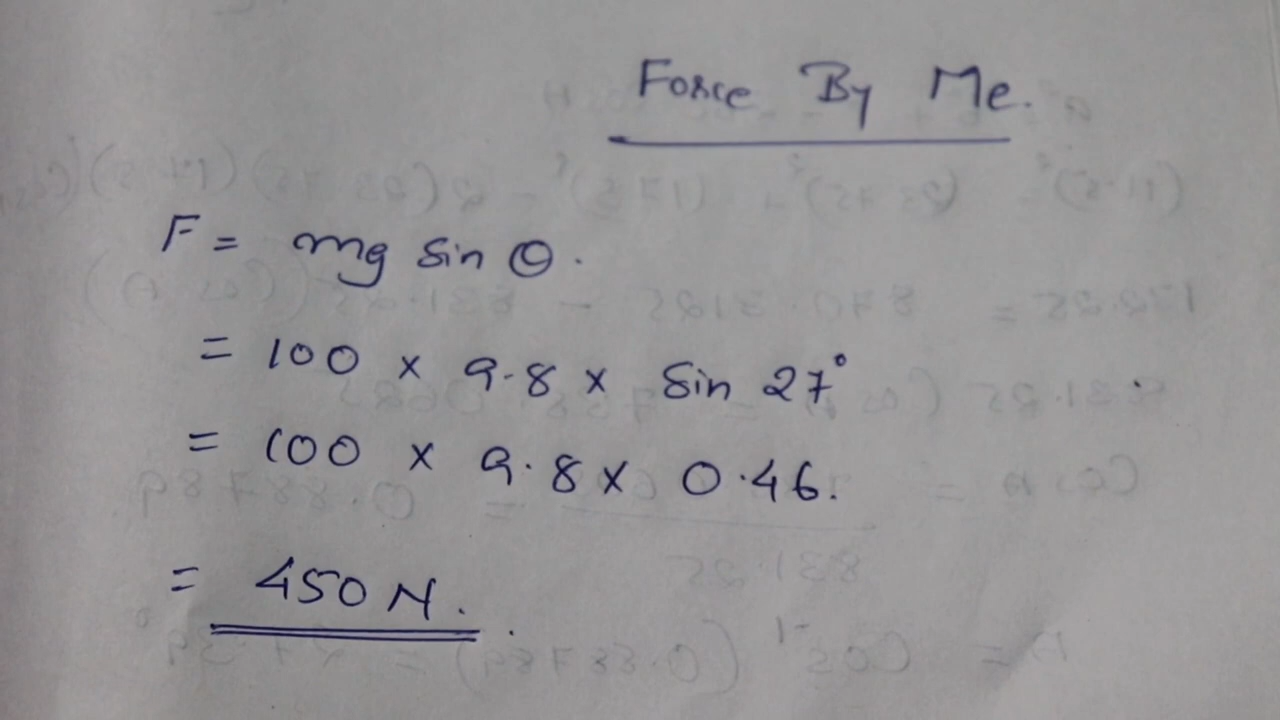 Force By Me.
F = mg Sin θ.
= 100 × 9.8 × Sin 27°
= 100 × 9.8 × 0.46.
= 450 N.